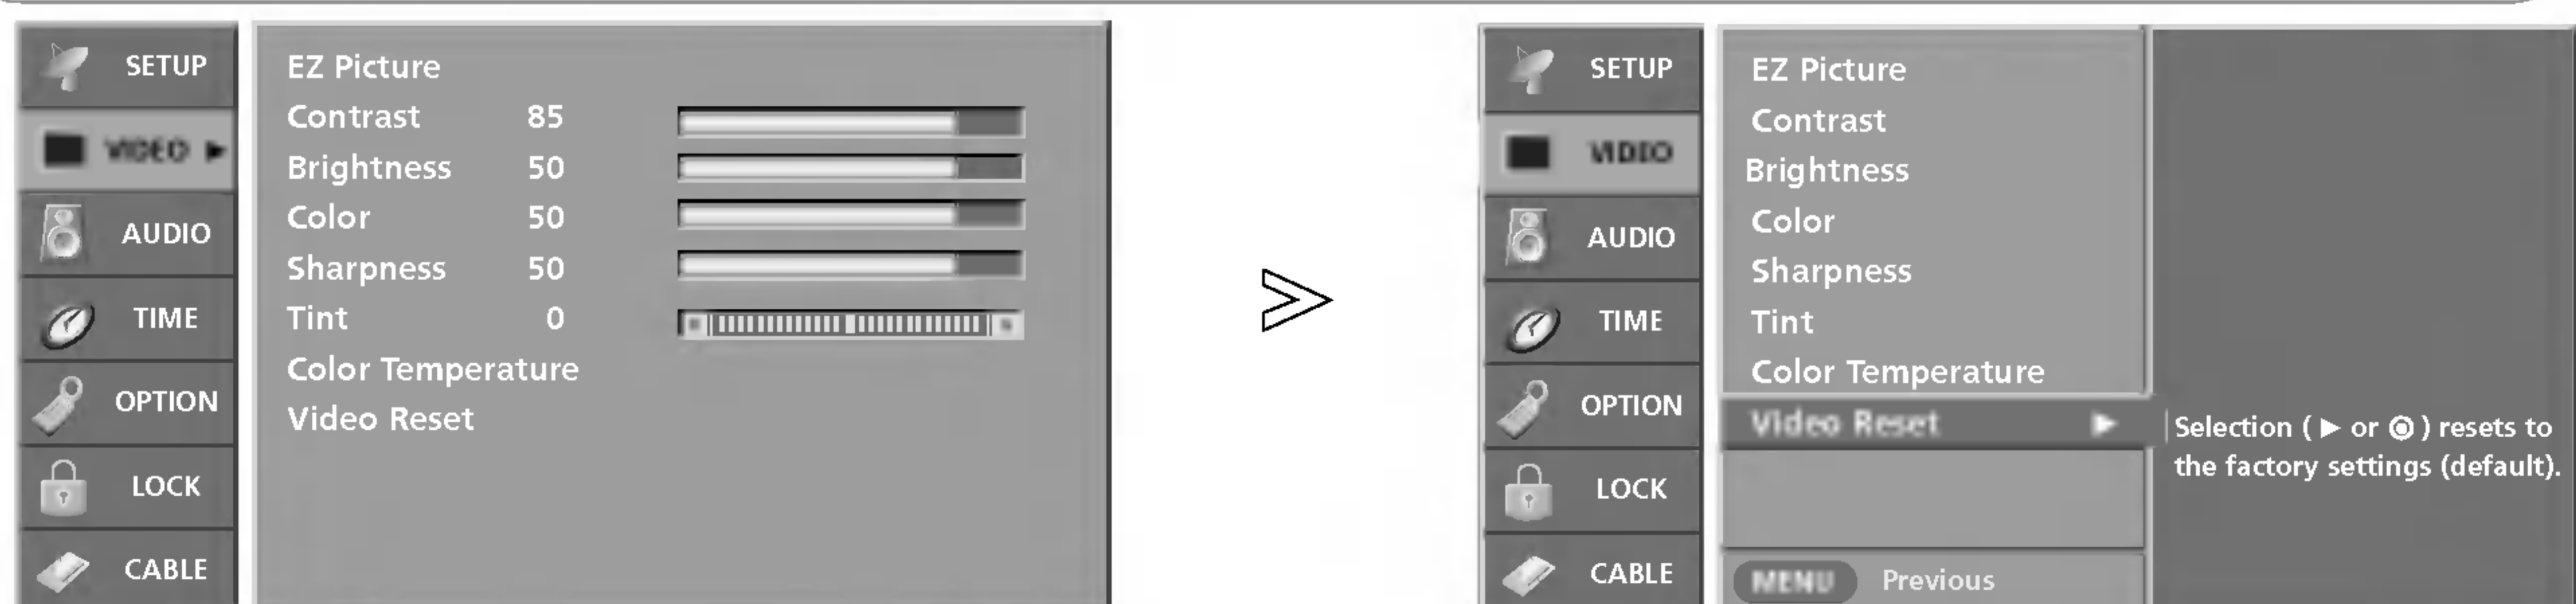 SETUP
VIDEO ►
AUDIO
TIME
OPTION
LOCK
CABLE
EZ Picture
Contrast 85
Brightness 50
Color 50
Sharpness 50
Tint 0
Color Temperature
Video Reset
>
SETUP
VIDEO
AUDIO
TIME
OPTION
LOCK
CABLE
EZ Picture
Contrast
Brightness
Color
Sharpness
Tint
Color Temperature
Video Reset ►
MENU Previous
Selection ( ► or ◎ ) resets to
the factory settings (default).